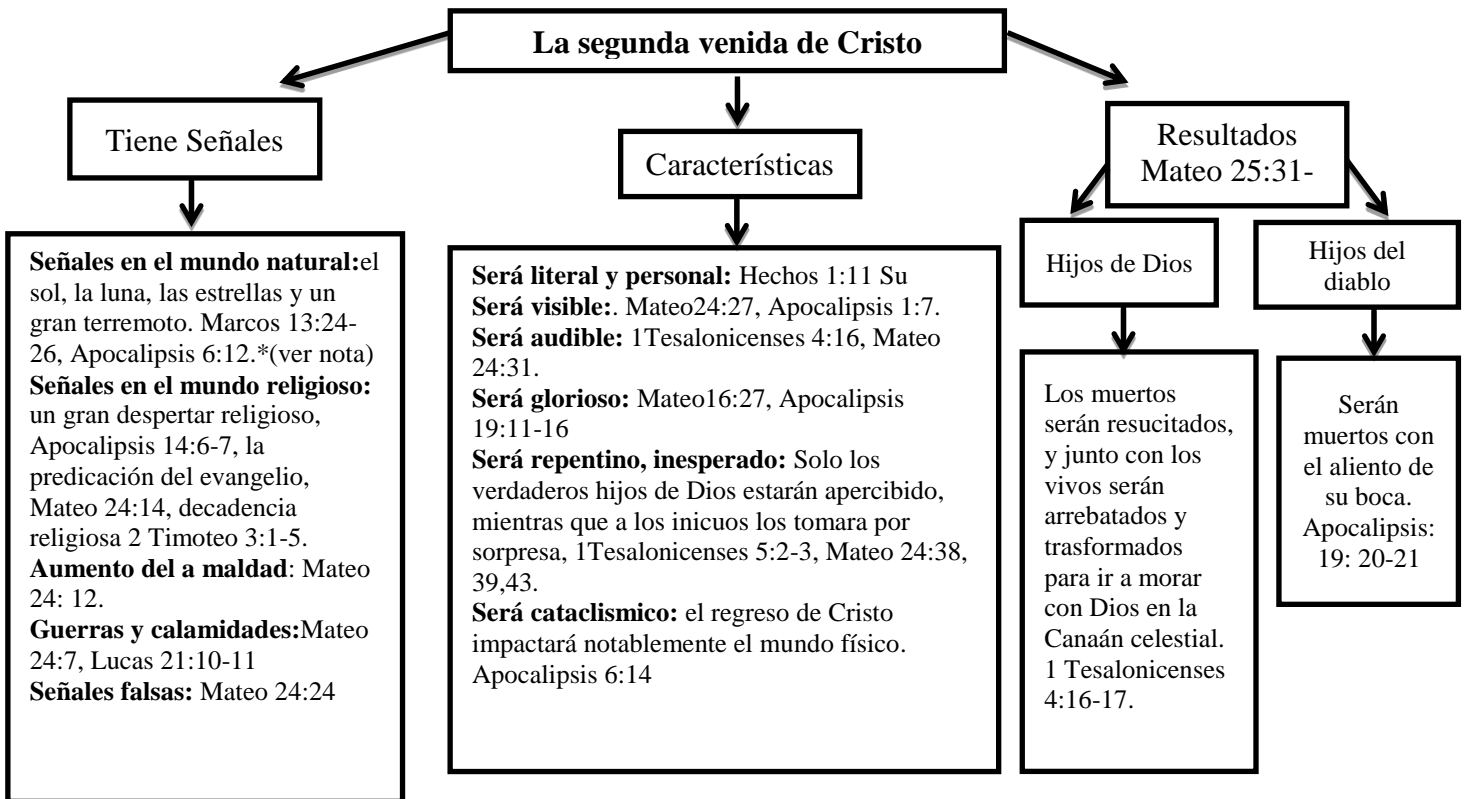 La segunda venida de Cristo
Tiene Señales
Señales en el mundo natural:el
sol, la luna, las estrellas y un
gran terremoto. Marcos 13:24-
26, Apocalipsis 6:12.*(ver nota)
Señales en el mundo religioso:
un gran despertar religioso,
Apocalipsis 14:6-7, la
predicación del evangelio,
Mateo 24:14, decadencia
religiosa 2 Timoteo 3:1-5.
Aumento del a maldad: Mateo
24: 12.
Guerras y calamidades:Mateo
24:7, Lucas 21:10-11
Señales falsas: Mateo 24:24
Características
Será literal y personal: Hechos 1:11 Su
Será visible:. Mateo24:27, Apocalipsis 1:7.
Será audible: 1Tesalonicenses 4:16, Mateo
24:31.
Será glorioso: Mateo16:27, Apocalipsis
19:11-16
Será repentino, inesperado: Solo los
verdaderos hijos de Dios estarán apercibido,
mientras que a los inicuos los tomara por
sorpresa, 1Tesalonicenses 5:2-3, Mateo 24:38,
39,43.
Será cataclismico: el regreso de Cristo
impactará notablemente el mundo físico.
Apocalipsis 6:14
Resultados
Mateo 25:31-
Hijos de Dios
Los muertos
serán resucitados,
y junto con los
vivos serán
arrebatados y
trasformados
para ir a morar
con Dios en la
Canaán celestial.
1 Tesalonicenses
4:16-17.
Hijos del
diablo
Serán
muertos con
el aliento de
su boca.
Apocalipsis:
19: 20-21